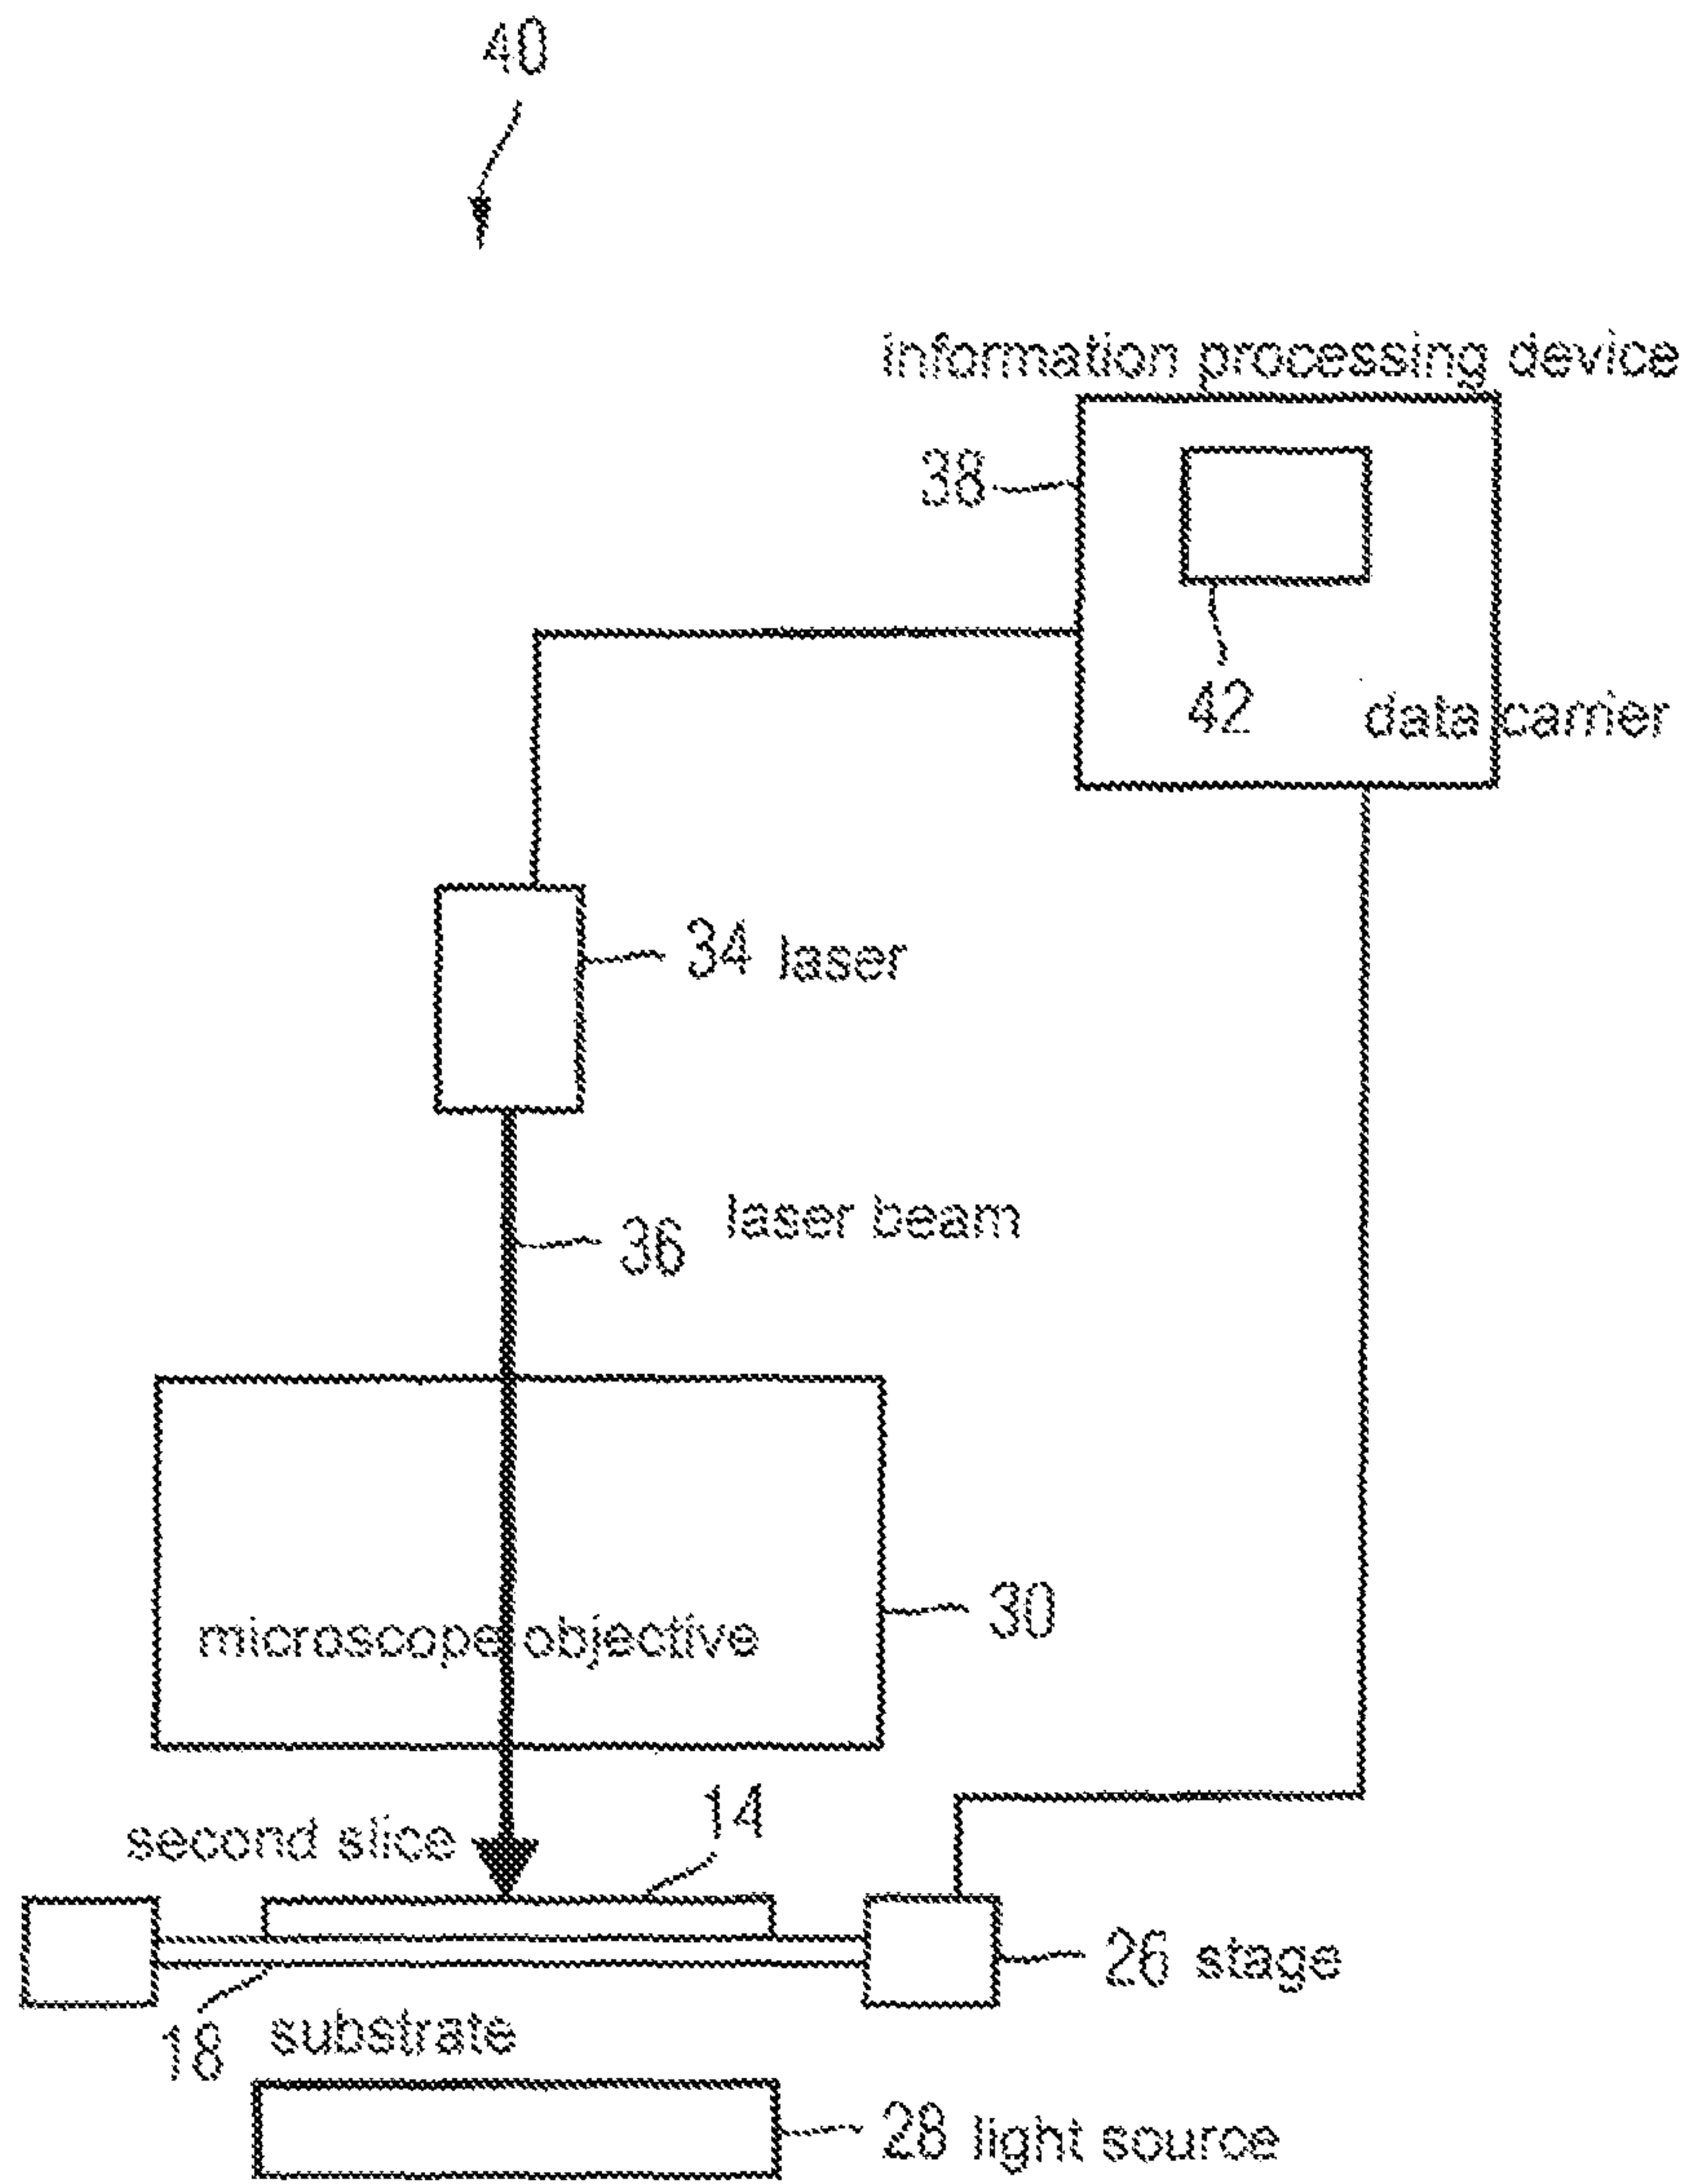 40
information processing device
38
42 data carrier
34 laser
36 laser beam
microscope objective
30
14
second slice
26 stage
18 substrate
28 light source